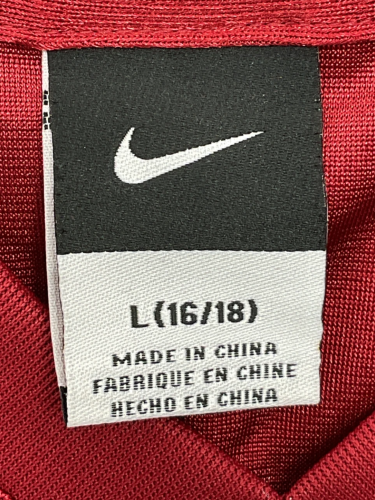 L(16/18)
MADE IN CHINA
FABRIQUE EN CHINE
HECHO EN CHINA